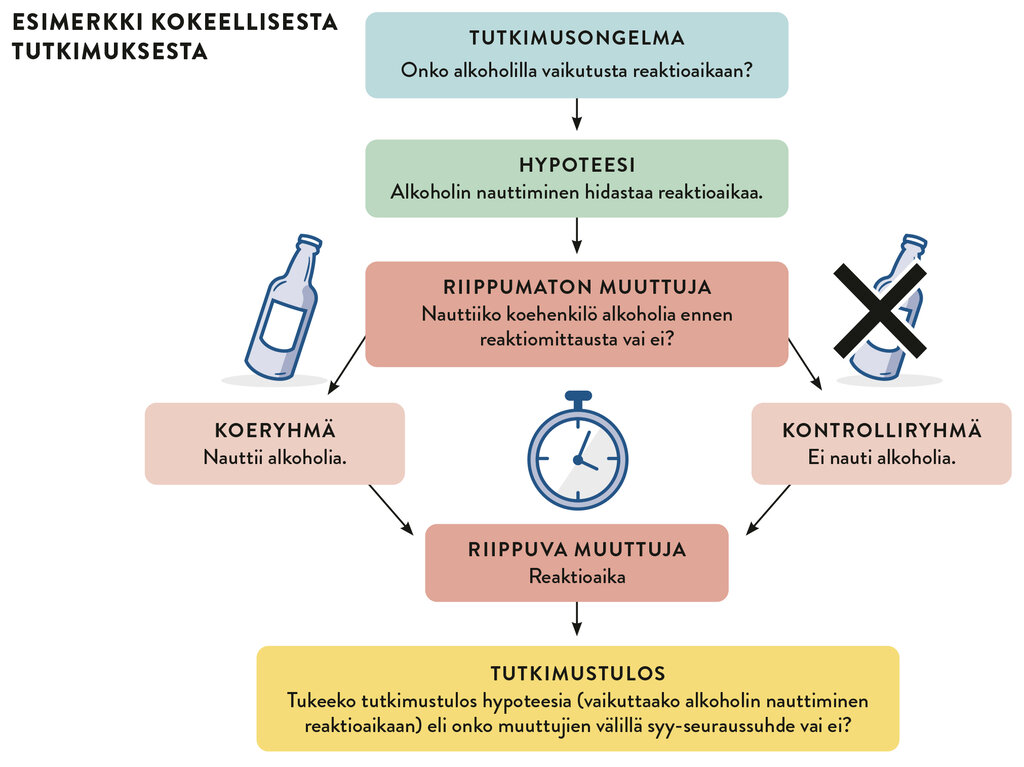 ESIMERKKI KOKEELLISESTA
TUTKIMUKSESTA
TUTKIMUSONGELMA
Onko alkoholilla vaikutusta reaktioaikaan?
HYPOTEESI
Alkoholin nauttiminen hidastaa reaktioaikaa.
RIIPPUMATON MUUTTUJA
Nauttiiko koehenkilö alkoholia ennen
reaktiomittausta vai ei?
KOERYHMÄ
Nauttii alkoholia.
KONTROLLIRYHMÄ
Ei nauti alkoholia.
RIIPPUVA MUUTTUJA
Reaktioaika
TUTKIMUSTULOS
Tukeeko tutkimustulos hypoteesia (vaikuttaako alkoholin nauttiminen
reaktioaikaan) eli onko muuttujien välillä syy-seuraussuhde vai ei?